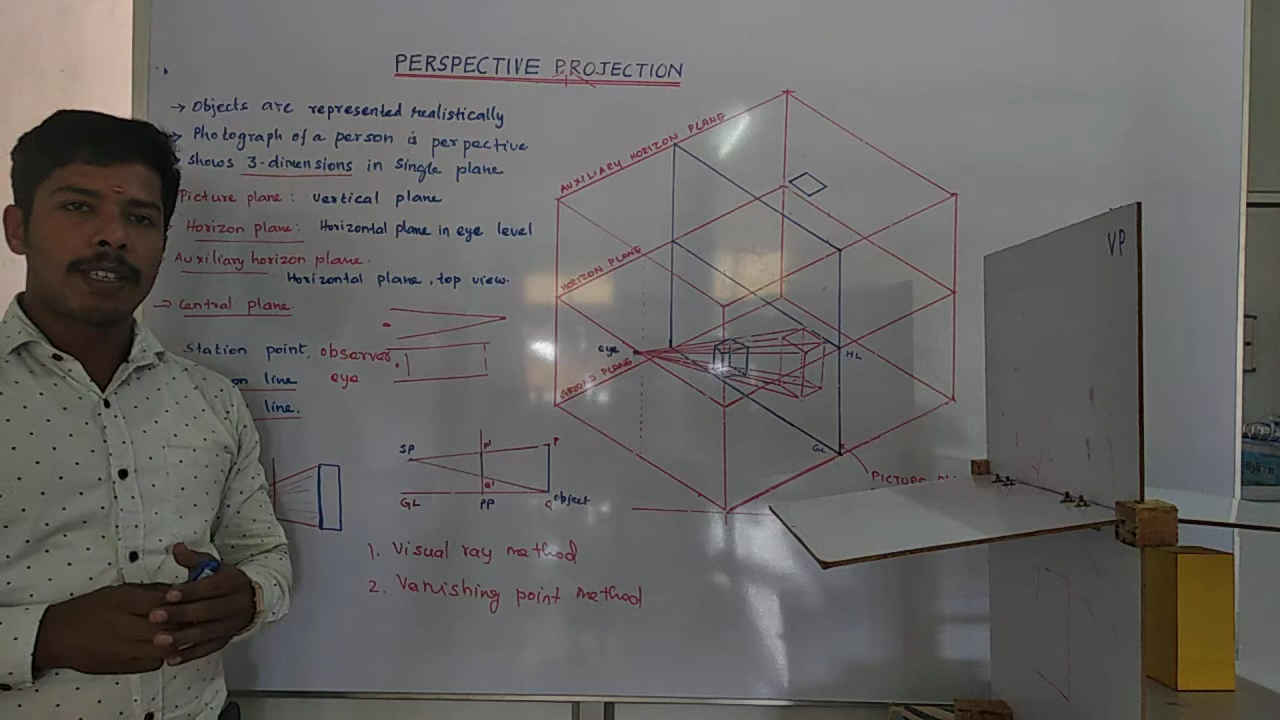 PERSPECTIVE PROJECTION
→ Objects are represented realistically
→ Photograph of a person is perpective
shows 3-dimensions in single plane
Picture plane: vertical plane
Horizon plane: Horizontal plane in eye level
Auxiliary horizon plane.
Horizontal plane, top view.
→ Central plane.
Station point, observer
eye
on line
line.
SP
P'
P
Q'
GL
PP
Q
object
1. Visual ray method
2. Vanishing point method
AUXILIARY HORIZON PLANE
HORIZON PLANE
eye
GROUND PLANE
HL
GL
VP